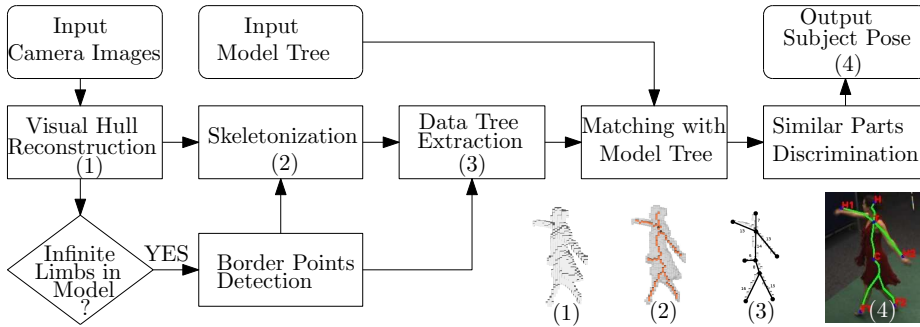 Input
Camera Images
Input
Model Tree
Output
Subject Pose
(4)
Visual Hull
Reconstruction
(1)
Skeletonization
(2)
Data Tree
Extraction
(3)
Matching with
Model Tree
Similar Parts
Discrimination
Infinite
Limbs in
Model
?
YES
Border Points
Detection
(1)
(2)
(3)
H1
H
C
(4)